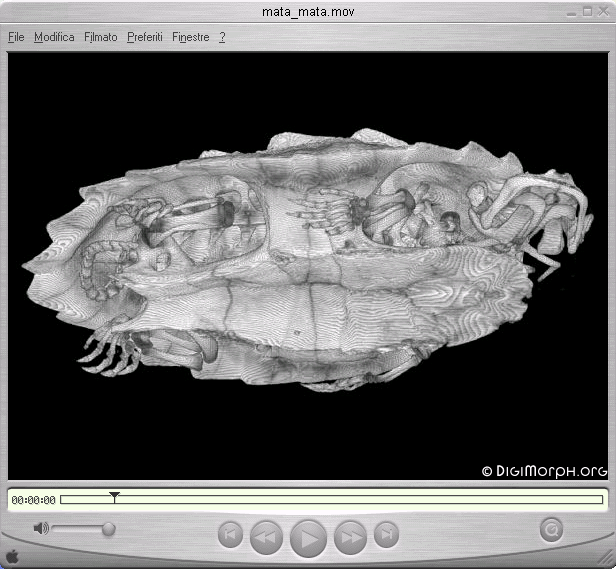 mata_mata.mov
File Modifica Filmato Preferiti Finestre ?
© DigiMorph.org
00:00:00